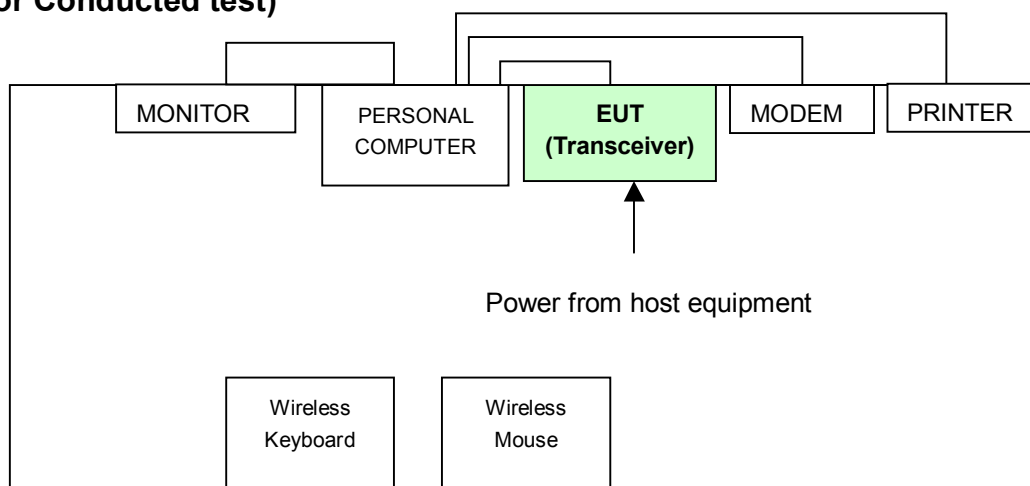 or Conducted test)
MONITOR
PERSONAL
COMPUTER
EUT
(Transceiver)
MODEM
PRINTER
Power from host equipment
Wireless
Keyboard
Wireless
Mouse